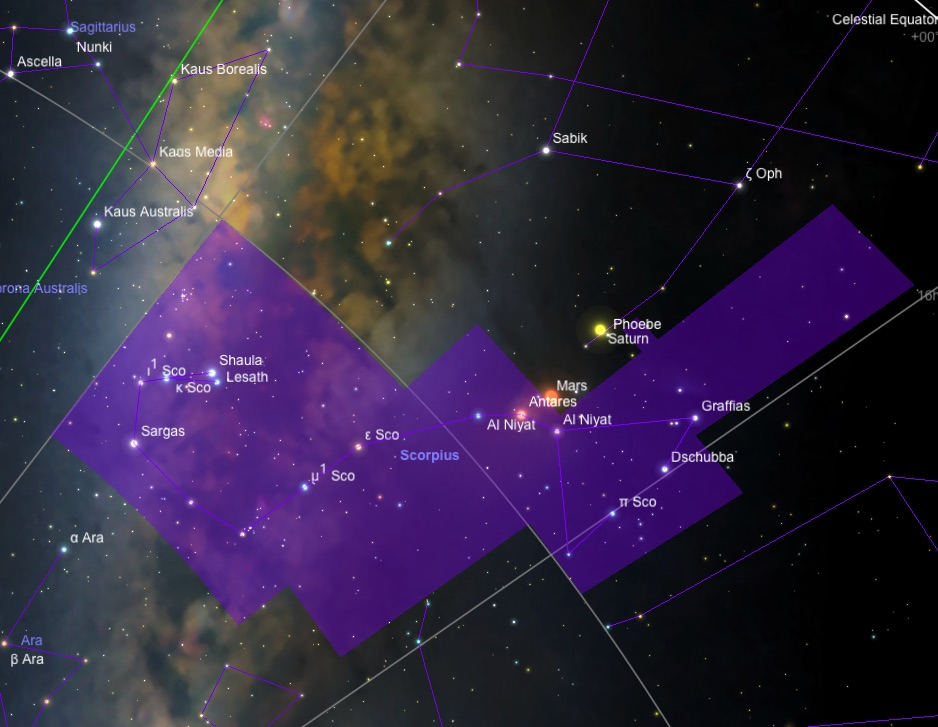 Celestial Equator
+00°
Sagittarius
Nunki
Ascella
Kaus Borealis
Kaus Media
Sabik
ζ Oph
Kaus Australis
orona Australis
16h
Phoebe
Saturn
Shaula
ι¹ Sco
Lesath
κ Sco
Mars
Antares
Al Niyat
Al Niyat
Graffias
Sargas
ε Sco
Scorpius
Dschubba
μ¹ Sco
π Sco
α Ara
Ara
β Ara